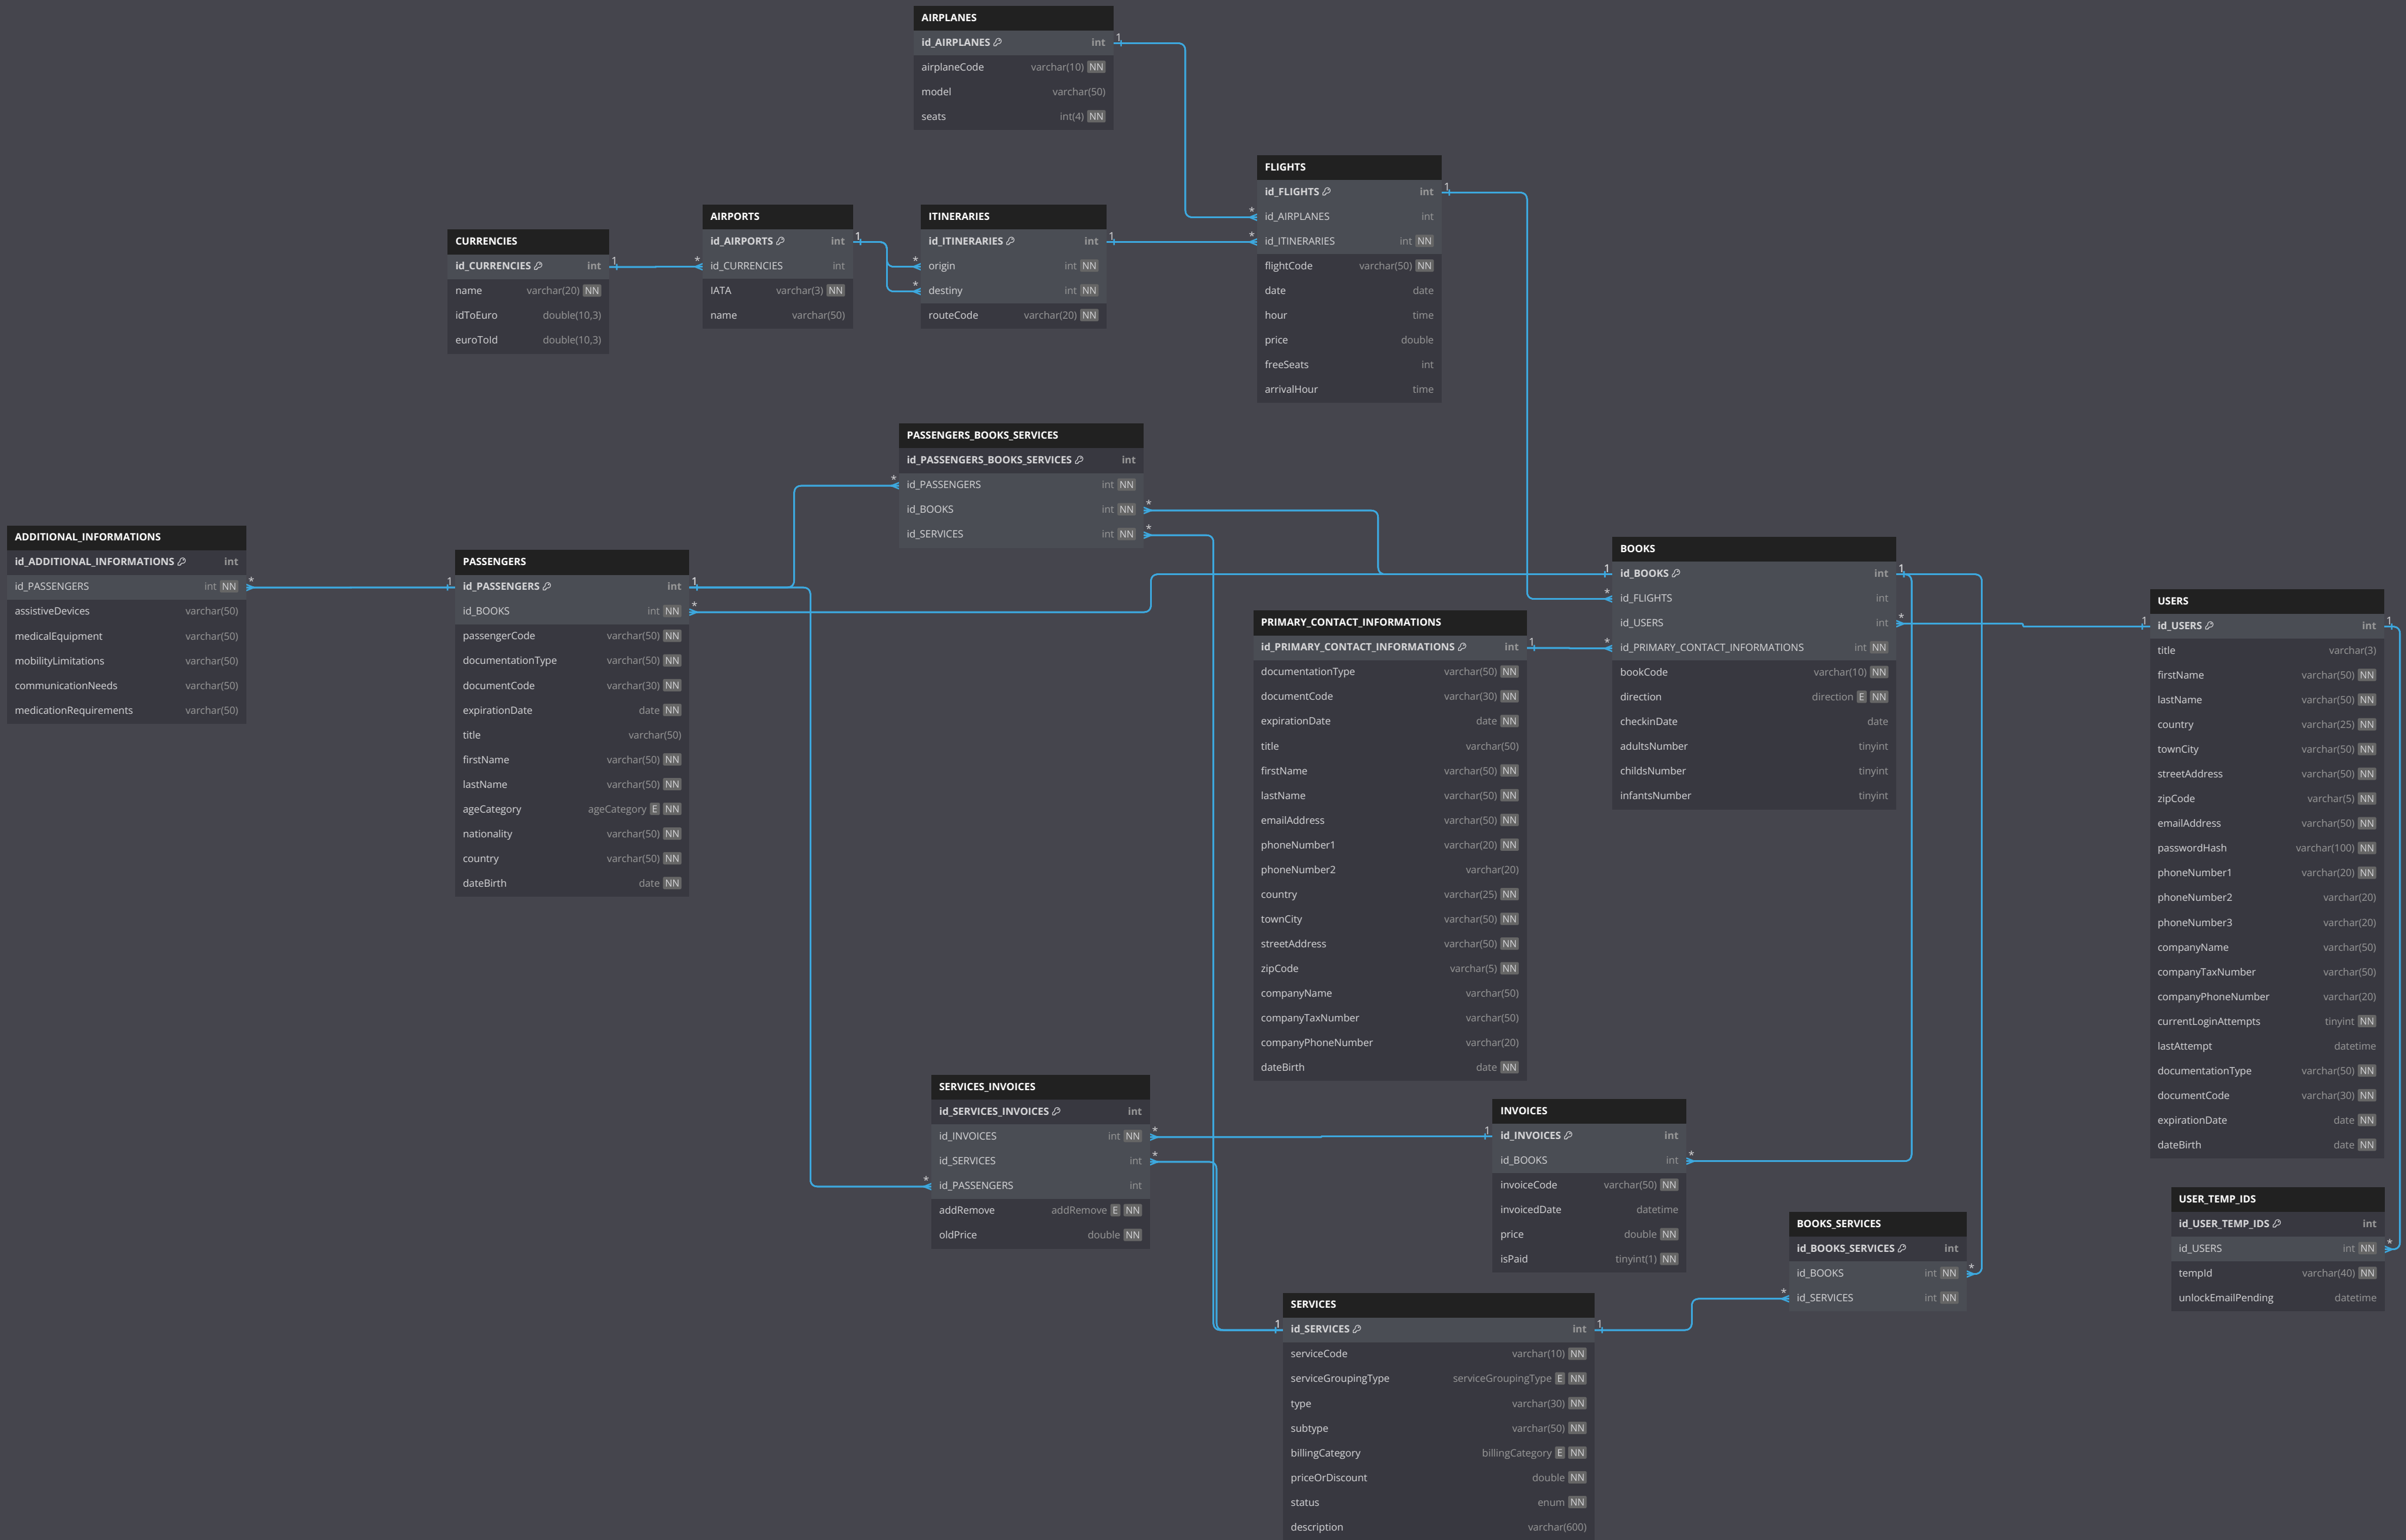 AIRPLANES
id_AIRPLANES int
airplaneCode varchar(10) NN
model varchar(50)
seats int(4) NN
FLIGHTS
id_FLIGHTS int
id_AIRPLANES int
id_ITINERARIES int NN
flightCode varchar(50) NN
date date
hour time
price double
freeSeats int
arrivalHour time
CURRENCIES
id_CURRENCIES int
name varchar(20) NN
idToEuro double(10,3)
euroToId double(10,3)
AIRPORTS
id_AIRPORTS int
id_CURRENCIES int
IATA varchar(3) NN
name varchar(50)
ITINERARIES
id_ITINERARIES int
origin int NN
destiny int NN
routeCode varchar(20) NN
PASSENGERS_BOOKS_SERVICES
id_PASSENGERS_BOOKS_SERVICES int
id_PASSENGERS int NN
id_BOOKS int NN
id_SERVICES int NN
ADDITIONAL_INFORMATIONS
id_ADDITIONAL_INFORMATIONS int
id_PASSENGERS int NN
assistiveDevices varchar(50)
medicalEquipment varchar(50)
mobilityLimitations varchar(50)
communicationNeeds varchar(50)
medicationRequirements varchar(50)
PASSENGERS
id_PASSENGERS int
id_BOOKS int NN
passengerCode varchar(50) NN
documentationType varchar(50) NN
documentCode varchar(30) NN
expirationDate date NN
title varchar(50)
firstName varchar(50) NN
lastName varchar(50) NN
ageCategory ageCategory E NN
nationality varchar(50) NN
country varchar(50) NN
dateBirth date NN
PRIMARY_CONTACT_INFORMATIONS
id_PRIMARY_CONTACT_INFORMATIONS int
documentationType varchar(50) NN
documentCode varchar(30) NN
expirationDate date NN
title varchar(50)
firstName varchar(50) NN
lastName varchar(50) NN
emailAddress varchar(50) NN
phoneNumber1 varchar(20) NN
phoneNumber2 varchar(20)
country varchar(25) NN
townCity varchar(50) NN
streetAddress varchar(50) NN
zipCode varchar(5) NN
companyName varchar(50)
companyTaxNumber varchar(50)
companyPhoneNumber varchar(20)
dateBirth date NN
BOOKS
id_BOOKS int
id_FLIGHTS int
id_USERS int
id_PRIMARY_CONTACT_INFORMATIONS int NN
bookCode varchar(10) NN
direction direction E NN
checkinDate date
adultsNumber tinyint
childsNumber tinyint
infantsNumber tinyint
USERS
id_USERS int
title varchar(3)
firstName varchar(50) NN
lastName varchar(50) NN
country varchar(25) NN
townCity varchar(50) NN
streetAddress varchar(50) NN
zipCode varchar(5) NN
emailAddress varchar(50) NN
passwordHash varchar(100) NN
phoneNumber1 varchar(20) NN
phoneNumber2 varchar(20)
phoneNumber3 varchar(20)
companyName varchar(50)
companyTaxNumber varchar(50)
companyPhoneNumber varchar(20)
currentLoginAttempts tinyint NN
lastAttempt datetime
documentationType varchar(50) NN
documentCode varchar(30) NN
expirationDate date NN
dateBirth date NN
SERVICES_INVOICES
id_SERVICES_INVOICES int
id_INVOICES int NN
id_SERVICES int
id_PASSENGERS int
addRemove addRemove E NN
oldPrice double NN
INVOICES
id_INVOICES int
id_BOOKS int
invoiceCode varchar(50) NN
invoicedDate datetime
price double NN
isPaid tinyint(1) NN
BOOKS_SERVICES
id_BOOKS_SERVICES int
id_BOOKS int NN
id_SERVICES int NN
USER_TEMP_IDS
id_USER_TEMP_IDS int
id_USERS int NN
tempId varchar(40) NN
unlockEmailPending datetime
SERVICES
id_SERVICES int
serviceCode varchar(10) NN
serviceGroupingType serviceGroupingType E NN
type varchar(30) NN
subtype varchar(50) NN
billingCategory billingCategory E NN
priceOrDiscount double NN
status enum NN
description varchar(600)